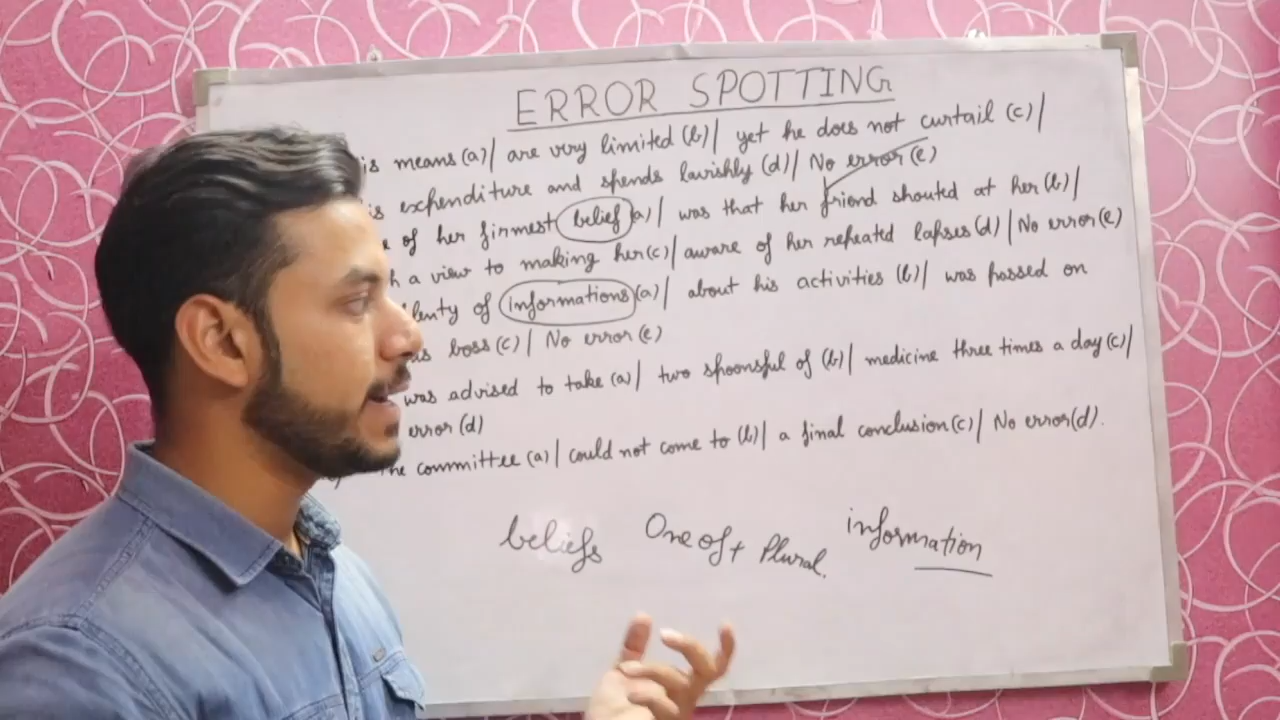 ERROR SPOTTING
is means (a)/ are very limited (b)/ yet he does not curtail (c)/
is expenditure and spends lavishly (d)/ No error (e)
of her firmest belief (a)/ was that her friend shouted at her (b)/
a view to making her (c)/ aware of her repeated lapses (d)/ No error (e)
lenty of informations (a)/ about his activities (b)/ was passed on
boss (c)/ No error (e)
was advised to take (a)/ two spoonsful of (b)/ medicine three times a day (c)/
error (d)
the committee (a)/ could not come to (b)/ a final conclusion (c)/ No error (d).
beliefs One of + Plural. information